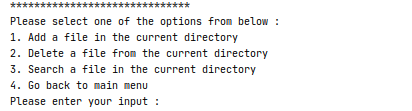 ******************************
Please select one of the options from below :
1. Add a file in the current directory
2. Delete a file from the current directory
3. Search a file in the current directory
4. Go back to main menu
Please enter your input :